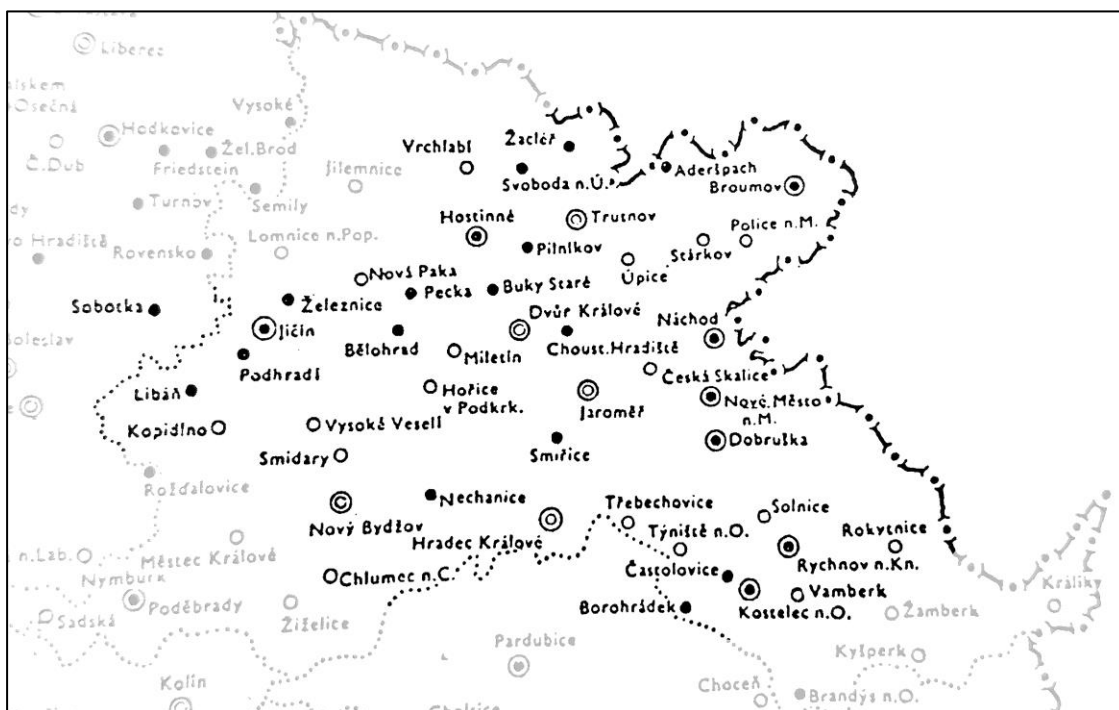 Liberec
Osečná
Vysoké
Hodkovice
Žel.Brod
Č.Dub
Friedstein
Jilemnice
Vrchlabí
Žacléř
Svoboda n.Ú.
Aderšpach
Broumov
Turnov
Semily
Hostinné
Trutnov
Police n.M.
Stárkov
Lomnice n.Pop.
Rovensko
Pilníkov
Úpice
Nová Paka
Pecka
Buky Staré
Sobotka
Železnice
Jičín
Dvůr Králové
Náchod
Bělohrad
Miletín
Choust.Hradiště
Podhradí
Česká Skalice
Libáň
Hořice
v Podkrk.
Jaroměř
Nové Město
n.M.
Kopidlno
Vysoké Veselí
Dobruška
Smidary
Smiřice
Rožďalovice
Nechanice
Nový Bydžov
Hradec Králové
Třebechovice
Solnice
Týniště n.O.
Rokytnice
Městec Králové
n.Lab.
Rychnov n.Kn.
Nymburk
Chlumec n.C.
Častolovice
Vamberk
Králíky
Poděbrady
Borohrádek
Kostelec n.O.
Žamberk
Sadská
Žiželice
Pardubice
Kyšperk
Kolín
Choceň
Brandýs n.O.